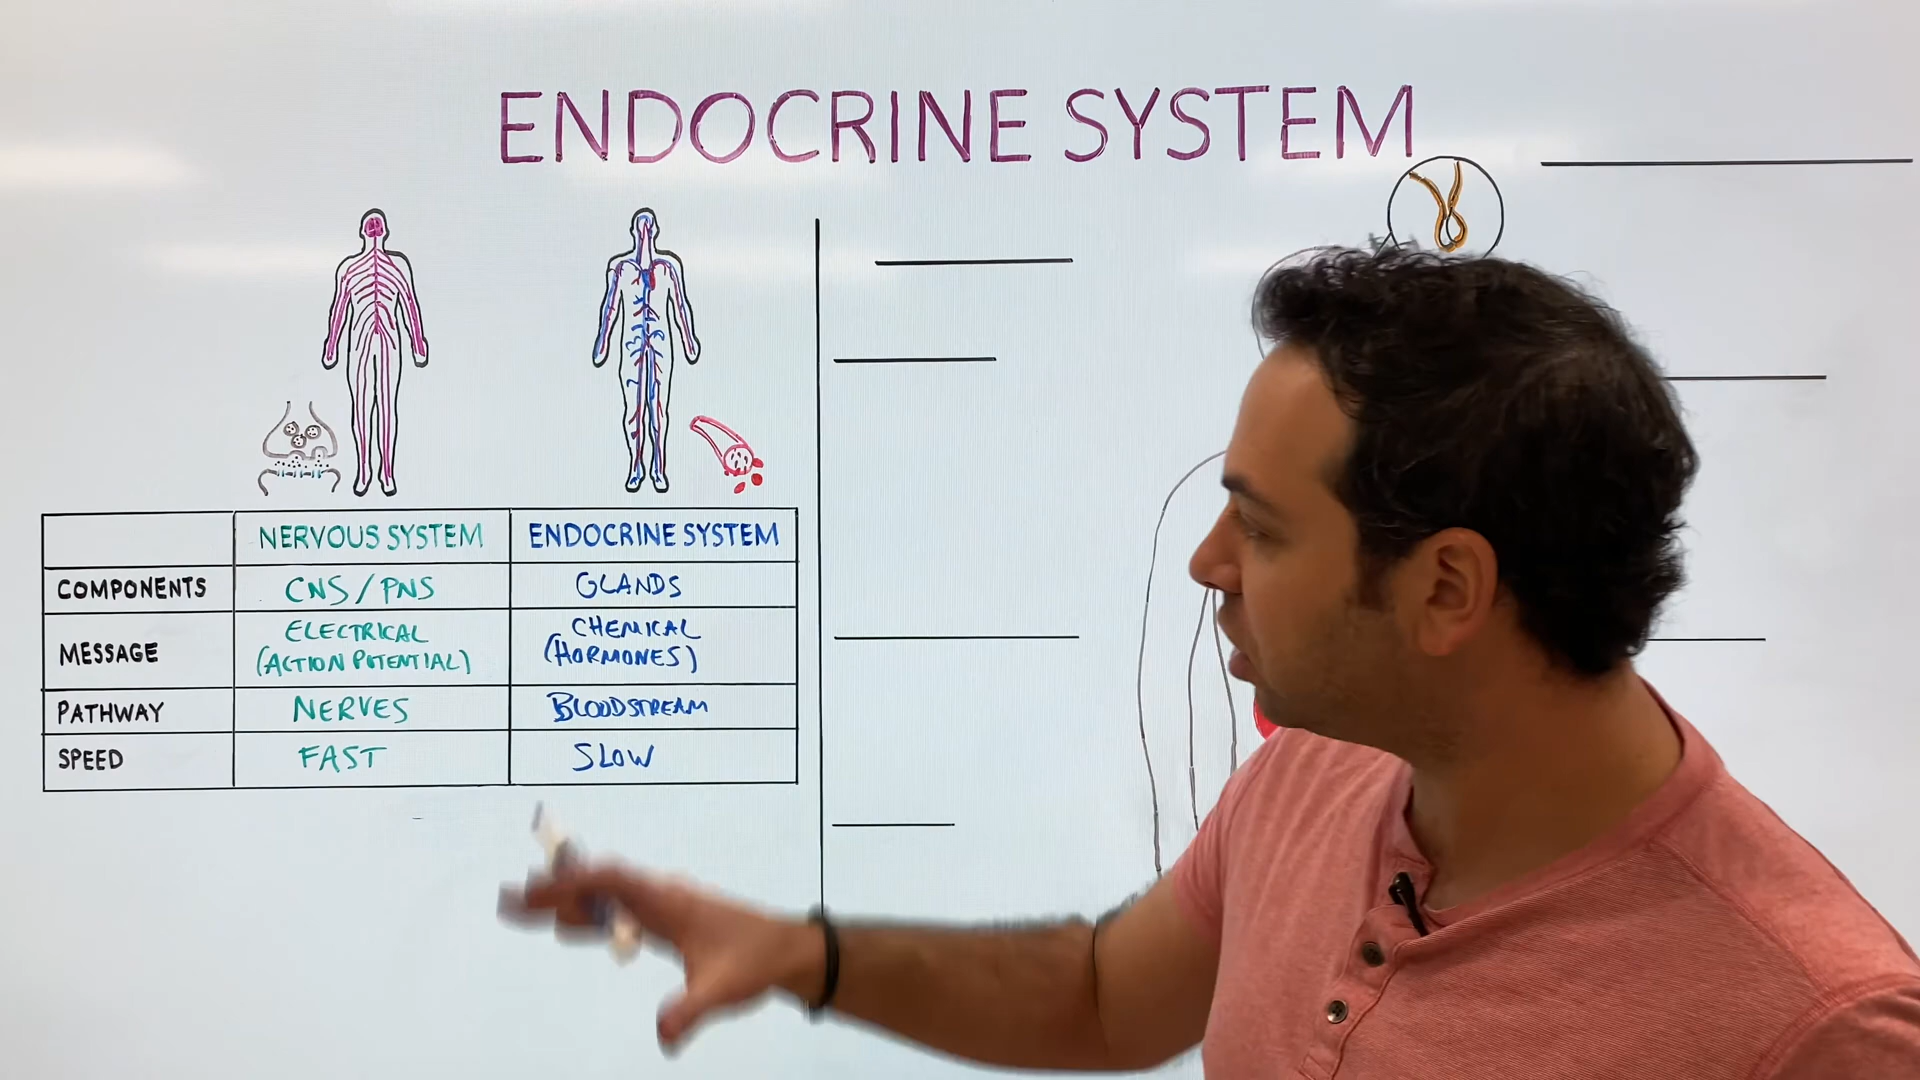 ENDOCRINE SYSTEM
NERVOUS SYSTEM ENDOCRINE SYSTEM
COMPONENTS CNS / PNS GLANDS
MESSAGE ELECTRICAL (ACTION POTENTIAL) CHEMICAL (HORMONES)
PATHWAY NERVES BLOODSTREAM
SPEED FAST SLOW